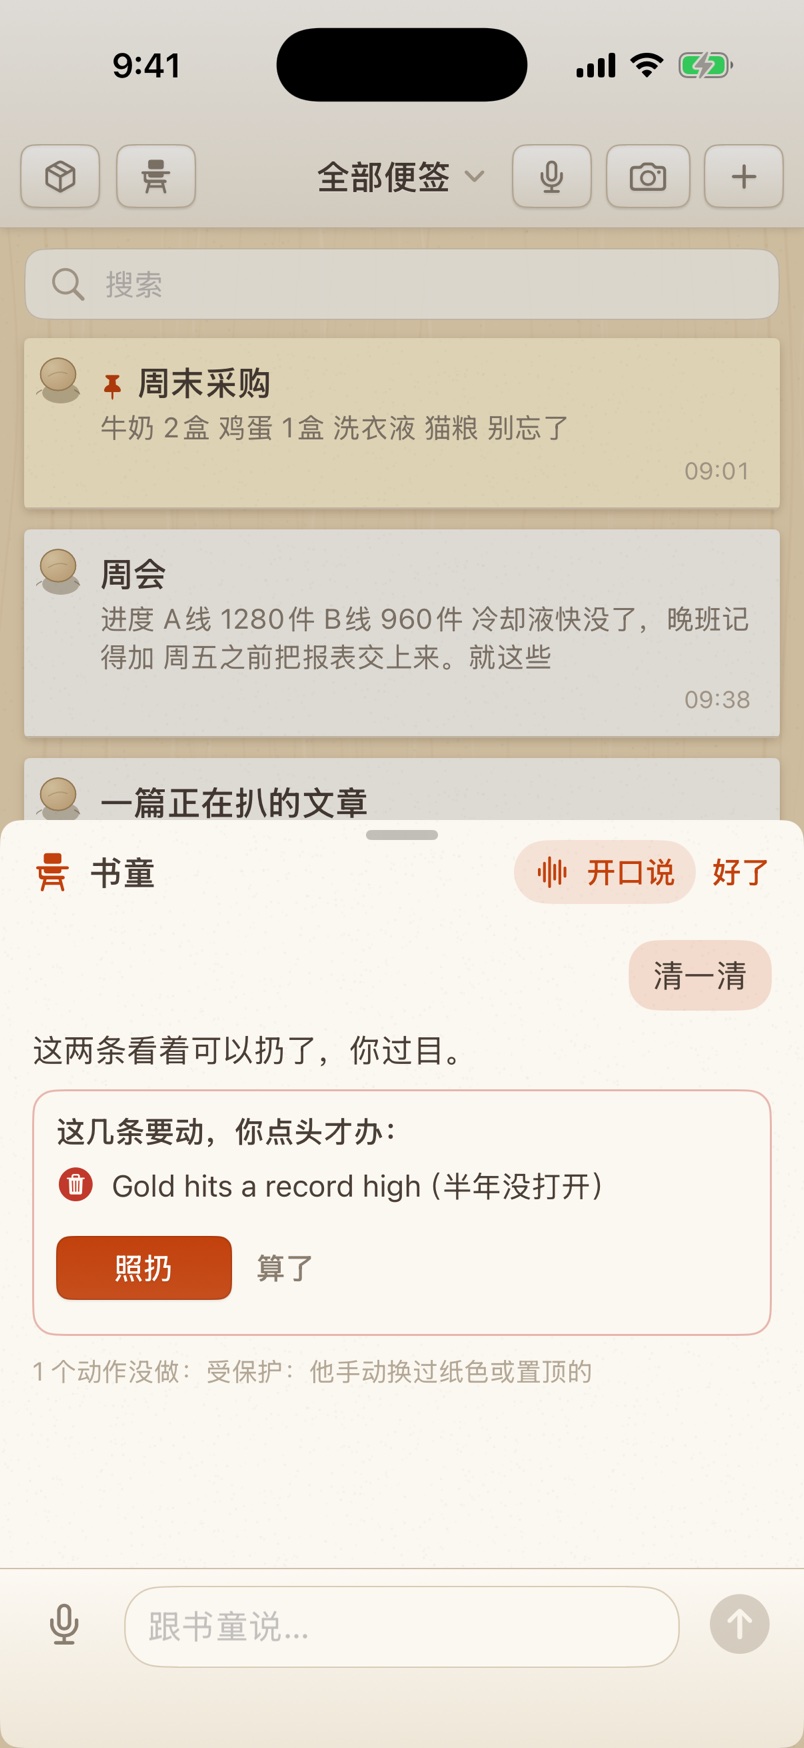 9:41
全部便签
搜索
周末采购
牛奶 2盒 鸡蛋 1盒 洗衣液 猫粮 别忘了
09:01
周会
进度 A线 1280件 B线 960件 冷却液快没了，晚班记
得加 周五之前把报表交上来。就这些
09:38
一篇正在扒的文章
书童
开口说
好了
清一清
这两条看着可以扔了，你过目。
这几条要动，你点头才办：
Gold hits a record high (半年没打开)
照扔
算了
1 个动作没做：受保护：他手动换过纸色或置顶的
跟书童说...